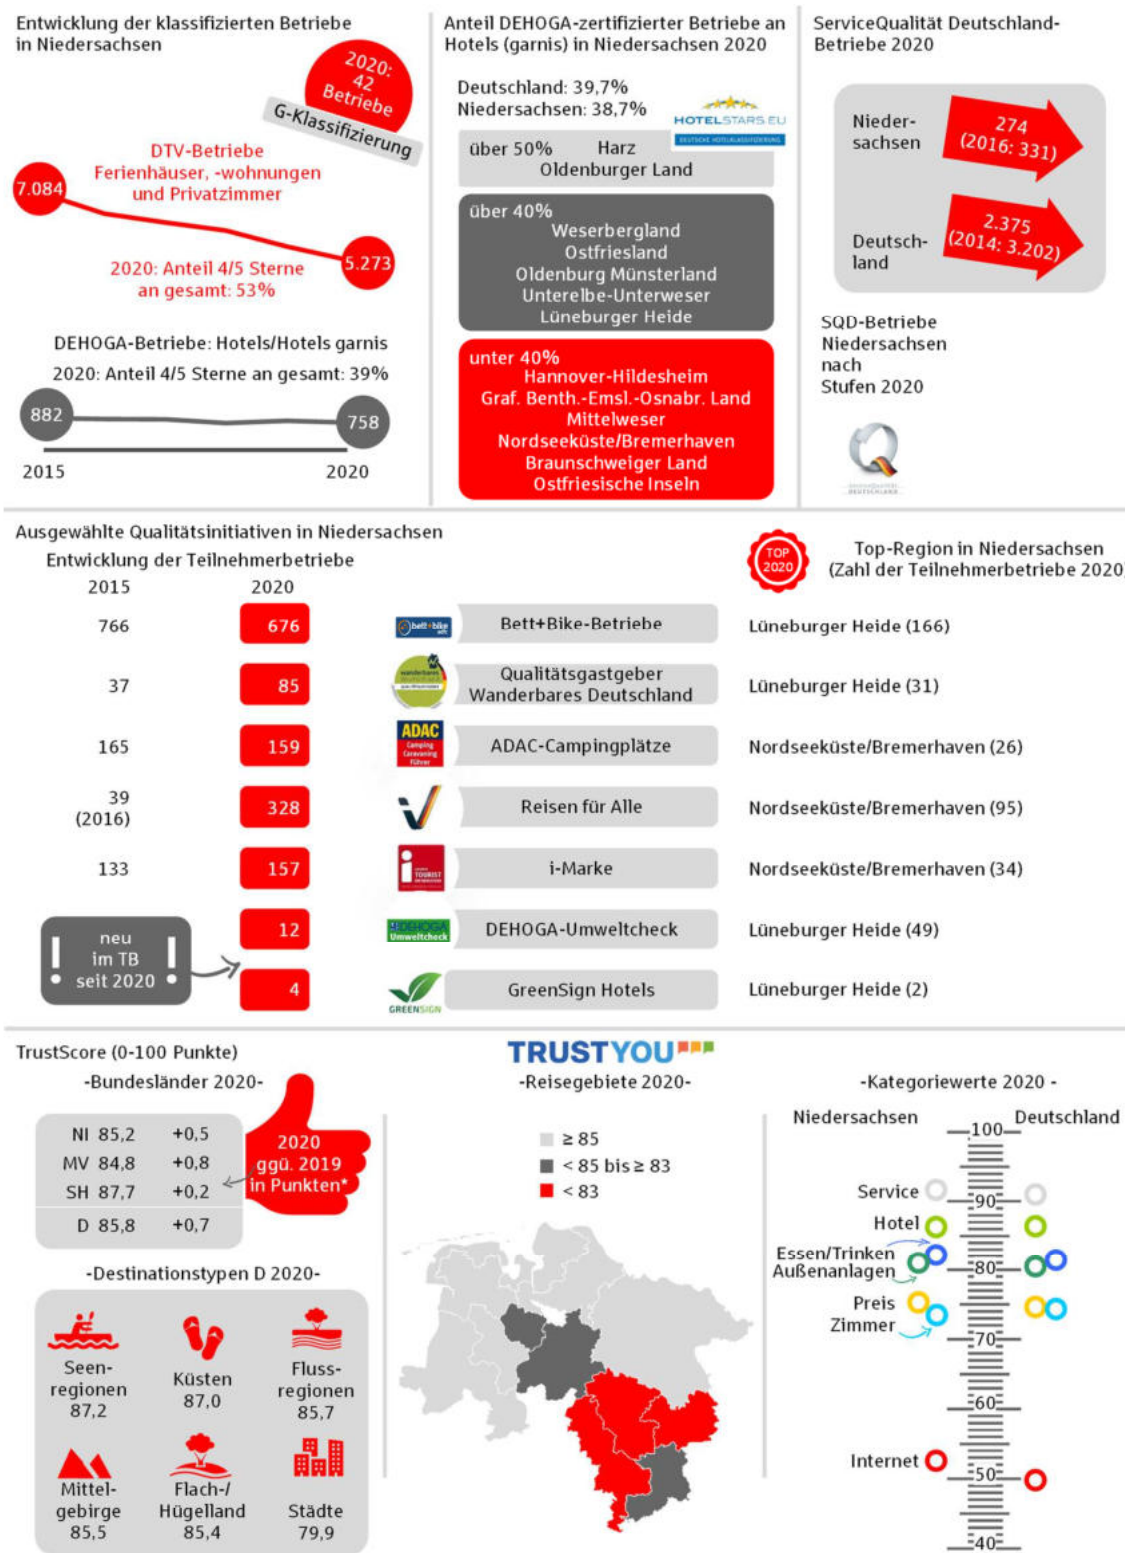 Entwicklung der klassifizierten Betriebe
in Niedersachsen
2020:
42
Betriebe
G-Klassifizierung
DTV-Betriebe
Ferienhäuser, -wohnungen
und Privatzimmer
7.084
5.273
2020: Anteil 4/5 Sterne
an gesamt: 53%
DEHOGA-Betriebe: Hotels/Hotels garnis
2020: Anteil 4/5 Sterne an gesamt: 39%
882
758
2015
2020
Anteil DEHOGA-zertifizierter Betriebe an
Hotels (garnis) in Niedersachsen 2020
Deutschland: 39,7%
Niedersachsen: 38,7%
HOTELSTARS.EU
DEUTSCHE HOTELKLASSIFIZIERUNG
über 50% Harz
Oldenburger Land
über 40%
Weserbergland
Ostfriesland
Oldenburg Münsterland
Unterelbe-Unterweser
Lüneburger Heide
unter 40%
Hannover-Hildesheim
Graf. Benth.-Emsl.-Osnabr. Land
Mittelweser
Nordseeküste/Bremerhaven
Braunschweiger Land
Ostfriesische Inseln
ServiceQualität Deutschland-
Betriebe 2020
Nieder-
sachsen
274
(2016: 331)
Deutsch-
land
2.375
(2014: 3.202)
SQD-Betriebe
Niedersachsen
nach
Stufen 2020
Ausgewählte Qualitätsinitiativen in Niedersachsen
Entwicklung der Teilnehmerbetriebe
2015
2020
TOP
2020
Top-Region in Niedersachsen
(Zahl der Teilnehmerbetriebe 2020)
766
676
bett+bike
Bett+Bike-Betriebe
Lüneburger Heide (166)
37
85
Qualitätsgastgeber
Wanderbares Deutschland
Lüneburger Heide (31)
165
159
ADAC
Camping
Caravaning
Führer
ADAC-Campingplätze
Nordseeküste/Bremerhaven (26)
39
(2016)
328
Reisen für Alle
Nordseeküste/Bremerhaven (95)
133
157
i
TOURIST
i-Marke
Nordseeküste/Bremerhaven (34)
! neu !
im TB
seit 2020
12
DEHOGA
Umweltcheck
DEHOGA-Umweltcheck
Lüneburger Heide (49)
4
GREENSIGN
GreenSign Hotels
Lüneburger Heide (2)
TrustScore (0-100 Punkte)
TRUSTYOU
-Bundesländer 2020-
NI 85,2 +0,5
MV 84,8 +0,8
SH 87,7 +0,2
D 85,8 +0,7
2020
ggü. 2019
in Punkten*
-Destinationstypen D 2020-
Seen-
regionen
87,2
Küsten
87,0
Fluss-
regionen
85,7
Mittel-
gebirge
85,5
Flach-/
Hügelland
85,4
Städte
79,9
-Reisegebiete 2020-
≥ 85
< 85 bis ≥ 83
< 83
-Kategoriewerte 2020 -
Niedersachsen
Deutschland
100
Service
90
Hotel
Essen/Trinken
Außenanlagen
80
Preis
Zimmer
70
60
Internet
50
40